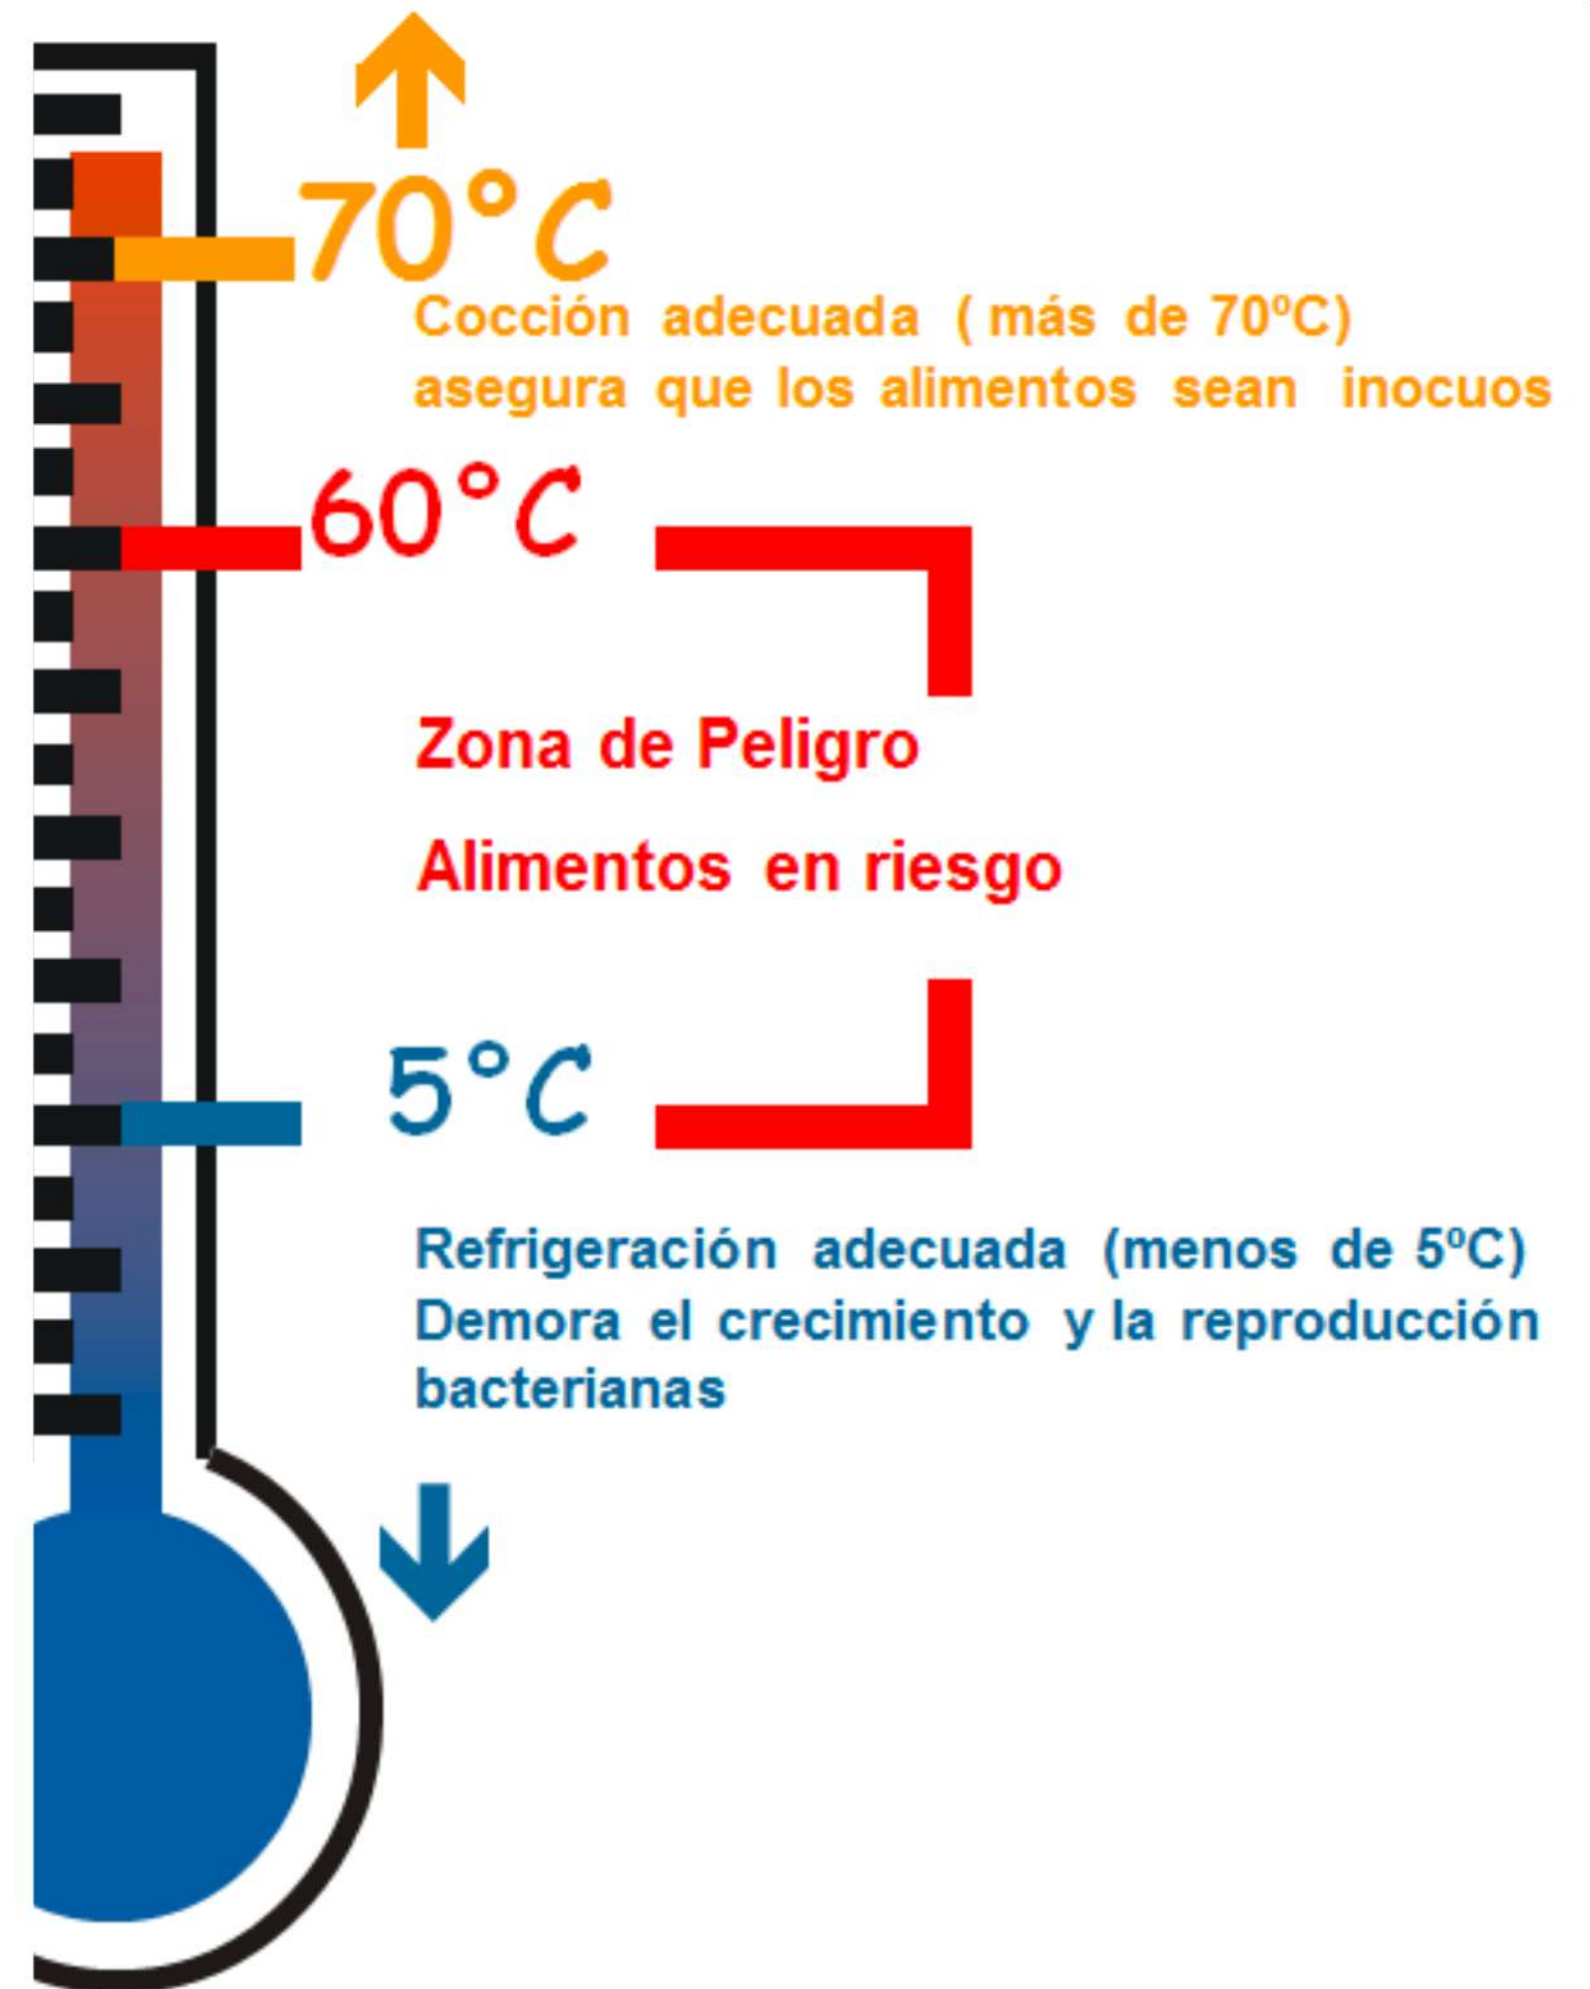 70°C
Cocción adecuada ( más de 70ºC)
asegura que los alimentos sean inocuos
60°C
Zona de Peligro
Alimentos en riesgo
5°C
Refrigeración adecuada (menos de 5ºC)
Demora el crecimiento y la reproducción
bacterianas